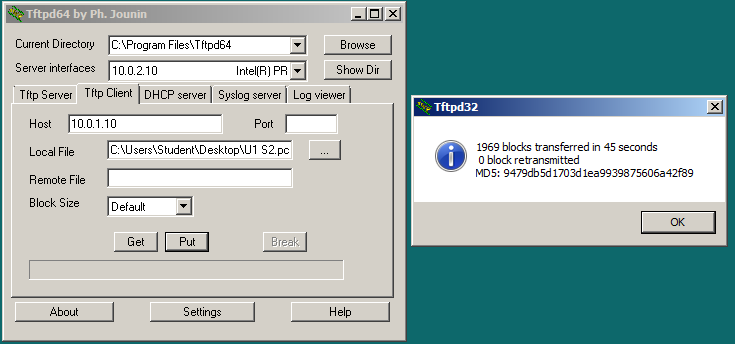 Tftpd64 by Ph. Jounin
Current Directory C:\Program Files\Tftpd64 Browse
Server interfaces 10.0.2.10 Intel(R) PR Show Dir
Tftp Server Tftp Client DHCP server Syslog server Log viewer
Host 10.0.1.10 Port
Local File C:\Users\Student\Desktop\U1 S2.pc ...
Remote File
Block Size Default
Get Put Break
About Settings Help
Tftpd32
1969 blocks transferred in 45 seconds
0 block retransmitted
MD5: 9479db5d1703d1ea9939875606a42f89
OK